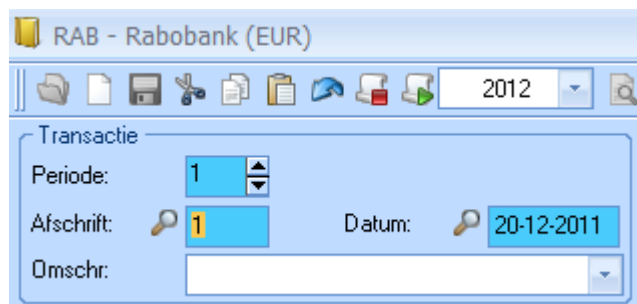 RAB - Rabobank (EUR)
2012
Transactie
Periode: 1
Afschrift: 1 Datum: 20-12-2011
Omschr: